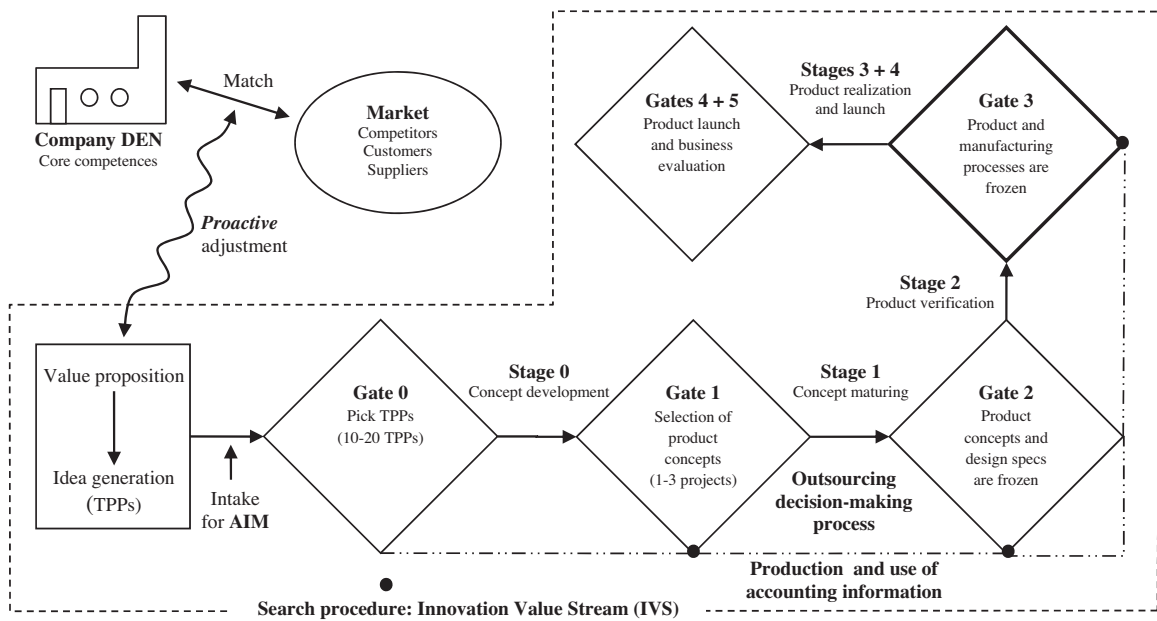 Match
Company DEN
Core competences
Market
Competitors
Customers
Suppliers
Proactive
adjustment
Gates 4 + 5
Product launch
and business
evaluation
Stages 3 + 4
Product realization
and launch
Gate 3
Product and
manufacturing
processes are
frozen
Stage 2
Product verification
Value proposition
Idea generation
(TPPs)
Intake
for AIM
Gate 0
Pick TPPs
(10-20 TPPs)
Stage 0
Concept development
Gate 1
Selection of
product
concepts
(1-3 projects)
Stage 1
Concept maturing
Outsourcing
decision-making
process
Gate 2
Product
concepts and
design specs
are frozen
Production and use of
accounting information
Search procedure: Innovation Value Stream (IVS)